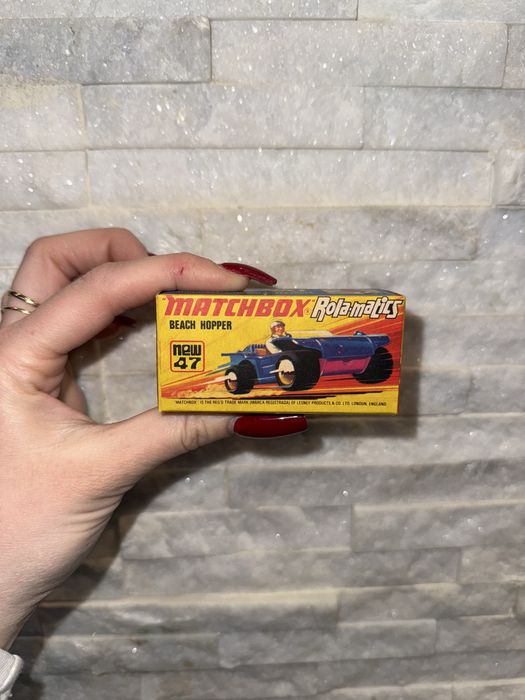 MATCHBOX Rola-matics
BEACH HOPPER
new
47
"MATCHBOX" IS THE REG'D TRADE MARK (MARCA REGISTRADA) OF LESNEY PRODUCTS & CO. LTD. LONDON, ENGLAND.